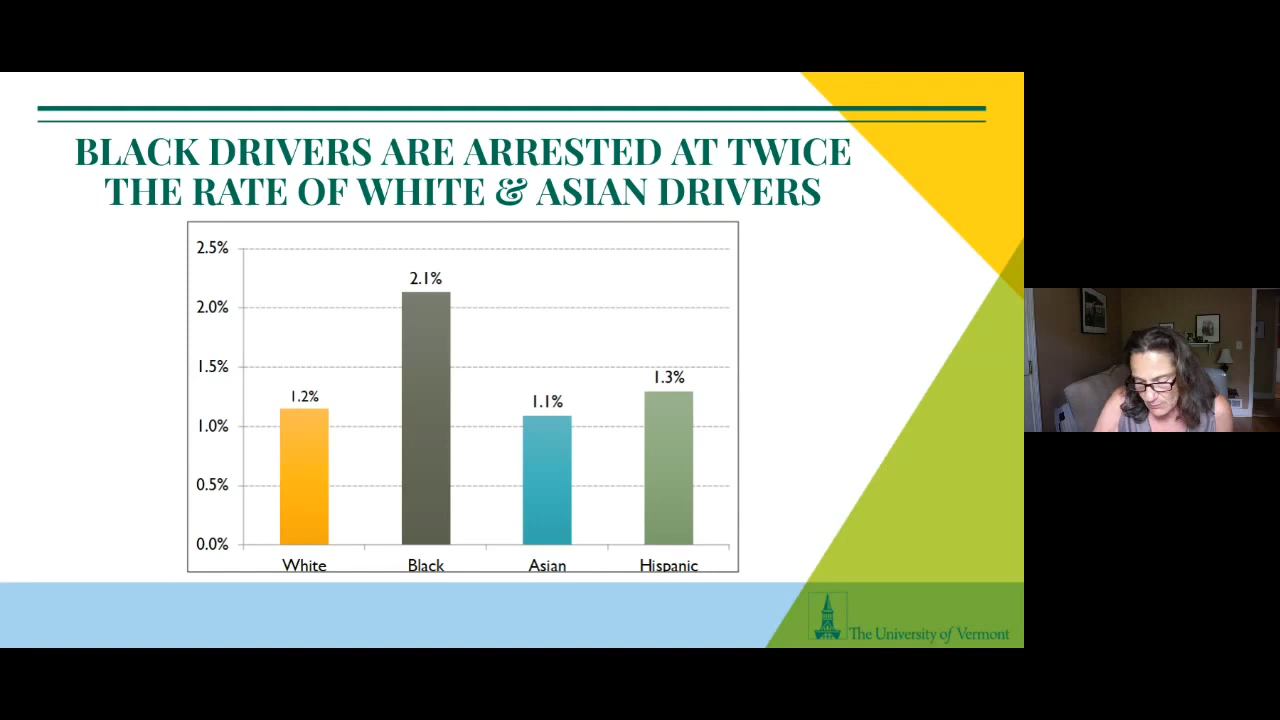 BLACK DRIVERS ARE ARRESTED AT TWICE
THE RATE OF WHITE & ASIAN DRIVERS
2.5%
2.0%
1.5%
1.0%
0.5%
0.0%
1.2%
2.1%
1.1%
1.3%
White
Black
Asian
Hispanic
The University of Vermont